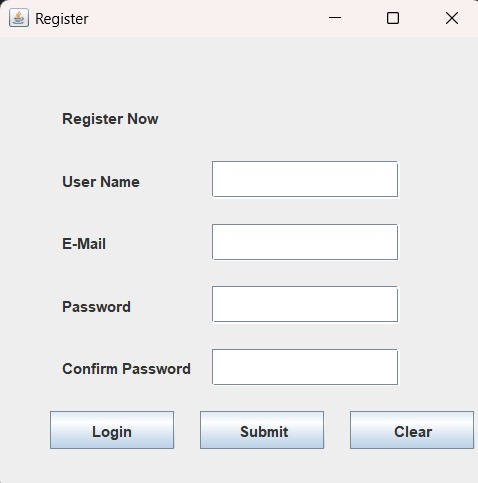 Register
Register Now
User Name
E-Mail
Password
Confirm Password
Login Submit Clear